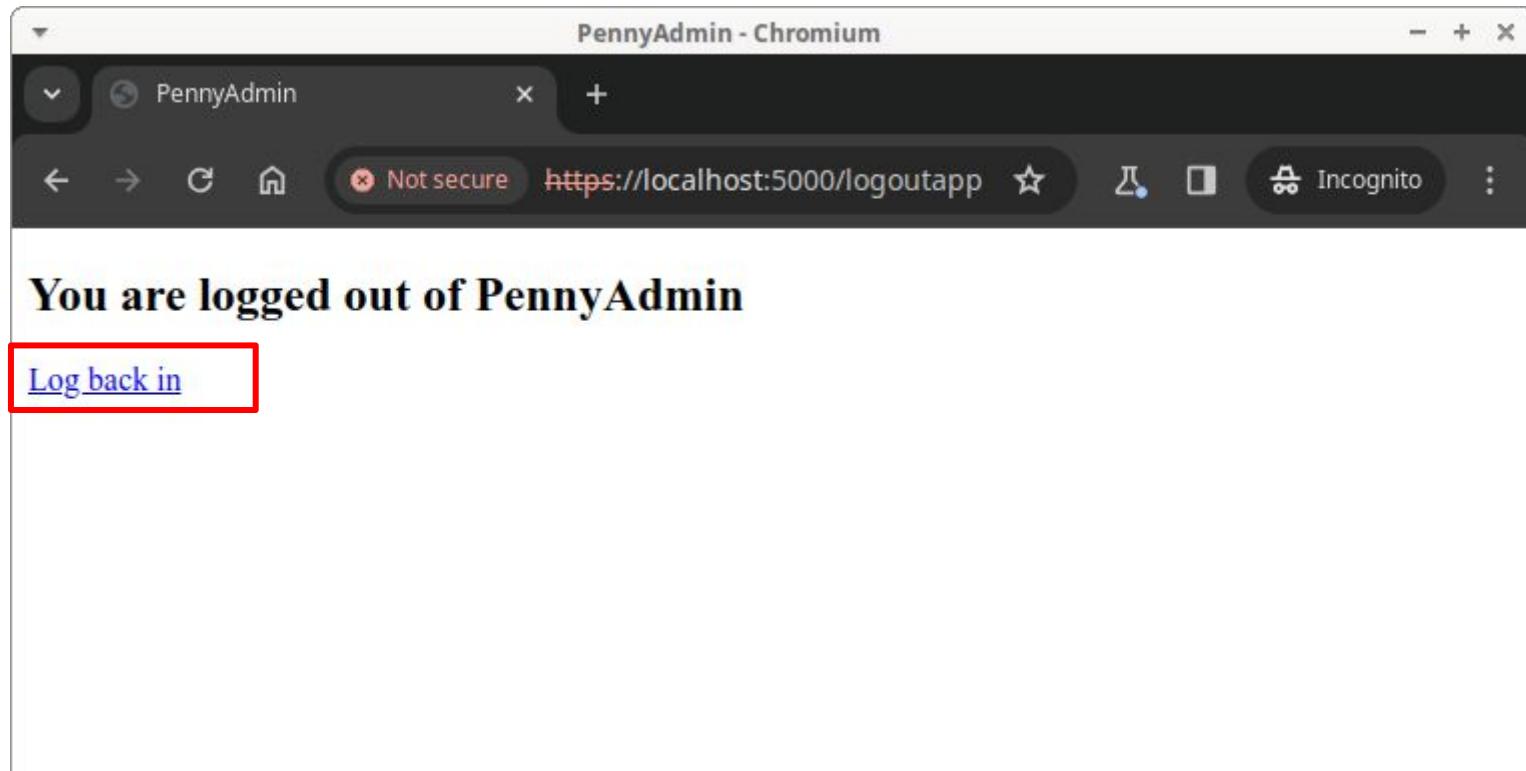 PennyAdmin - Chromium
PennyAdmin
Not secure https://localhost:5000/logoutapp Incognito
You are logged out of PennyAdmin
Log back in